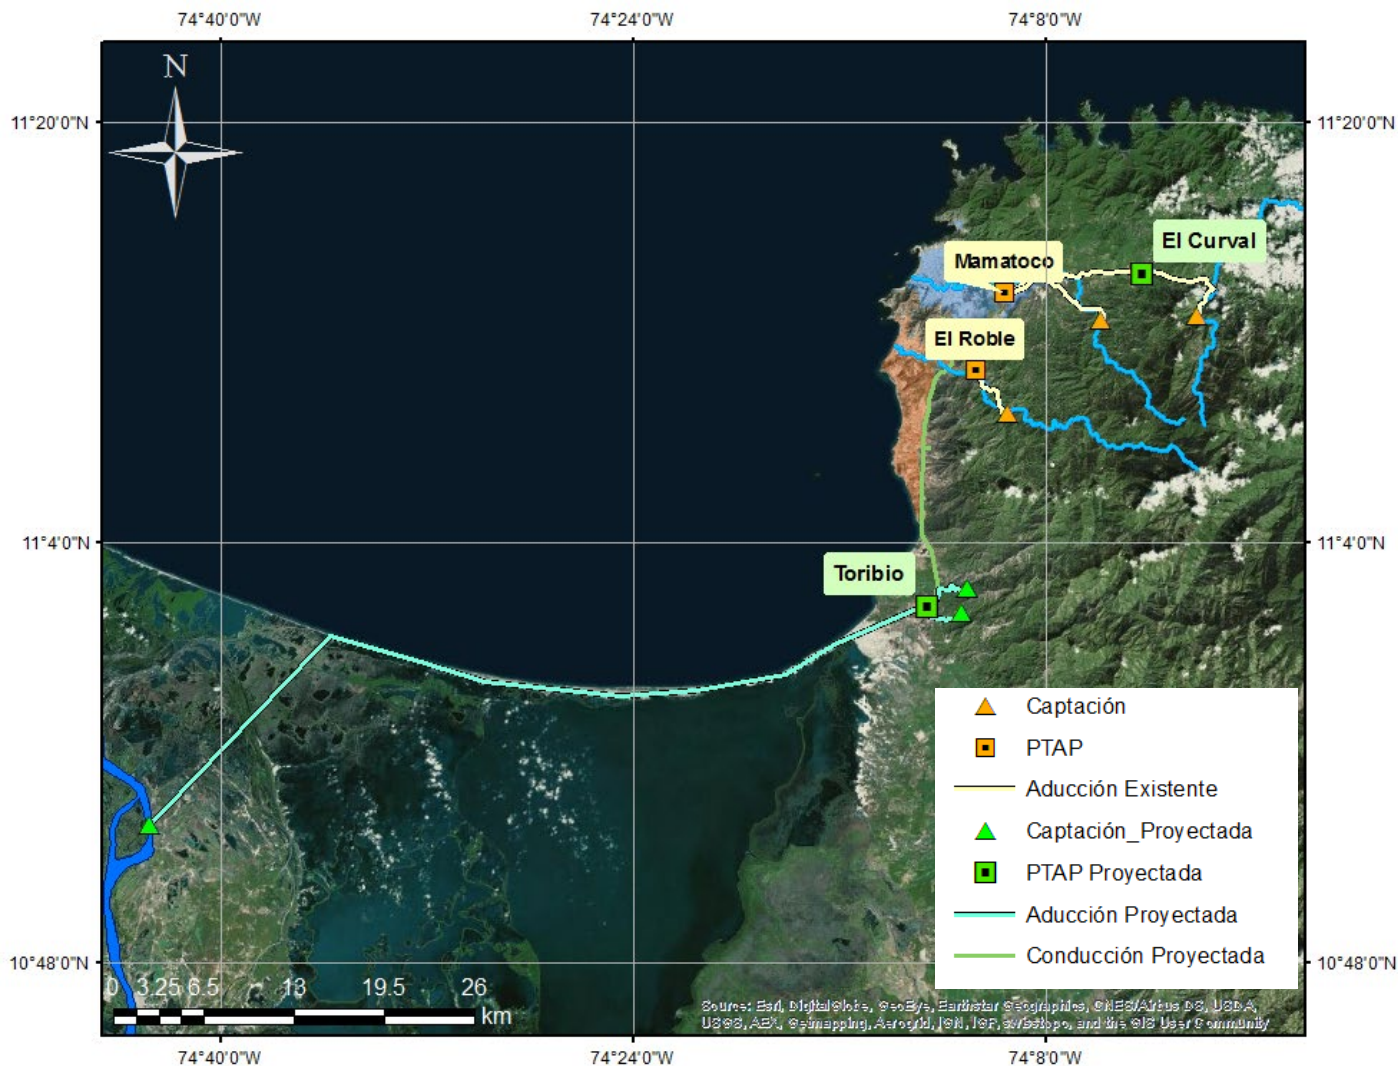 74°40'0"W 74°24'0"W 74°8'0"W
N
11°20'0"N 11°20'0"N
El Curval
Mamatoco
El Roble
11°4'0"N 11°4'0"N
Toribio
Captación
PTAP
Aducción Existente
Captación_Proyectada
PTAP Proyectada
Aducción Proyectada
Conducción Proyectada
10°48'0"N 10°48'0"N
0 3.25 6.5 13 19.5 26
km
Source: Esri, DigitalGlobe, GeoEye, Earthstar Geographics, CNES/Airbus DS, USDA,
USGS, AEX, Getmapping, Aerogrid, IGN, IGP, swisstopo, and the GIS User Community
74°40'0"W 74°24'0"W 74°8'0"W